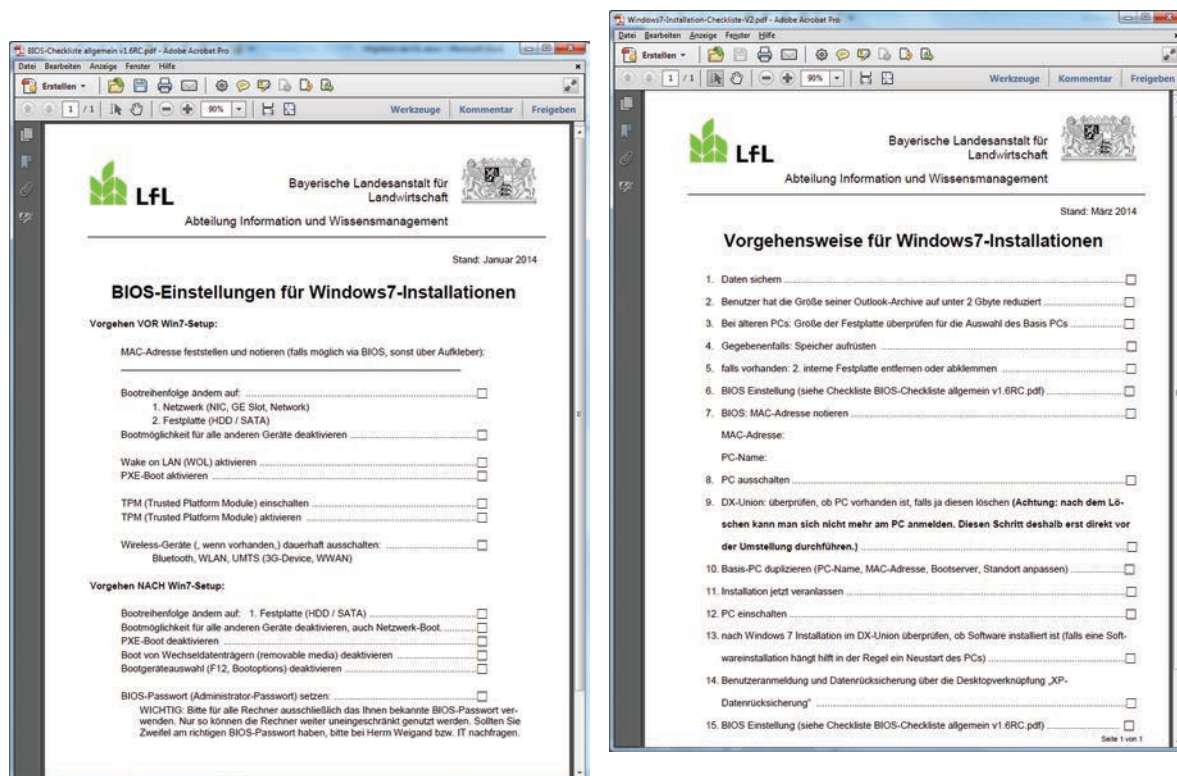 BIOS-Checkliste allgemein v1.6RC.pdf - Adobe Acrobat Pro
Datei Bearbeiten Anzeige Fenster Hilfe
Erstellen
1 / 1
90%
Werkzeuge Kommentar Freigeben
LfL
Bayerische Landesanstalt für
Landwirtschaft
Abteilung Information und Wissensmanagement
Stand: Januar 2014
BIOS-Einstellungen für Windows7-Installationen
Vorgehen VOR Win7-Setup:
MAC-Adresse feststellen und notieren (falls möglich via BIOS, sonst über Aufkleber):
Bootreihenfolge ändern auf:
1. Netzwerk (NIC, GE Slot, Network)
2. Festplatte (HDD / SATA)
Bootmöglichkeit für alle anderen Geräte deaktivieren
Wake on LAN (WOL) aktivieren
PXE-Boot aktivieren
TPM (Trusted Platform Module) einschalten
TPM (Trusted Platform Module) aktivieren
Wireless-Geräte (, wenn vorhanden,) dauerhaft ausschalten:
Bluetooth, WLAN, UMTS (3G-Device, WWAN)
Vorgehen NACH Win7-Setup:
Bootreihenfolge ändern auf: 1. Festplatte (HDD / SATA)
Bootmöglichkeit für alle anderen Geräte deaktivieren, auch Netzwerk-Boot.
PXE-Boot deaktivieren
Boot von Wechseldatenträgern (removable media) deaktivieren
Bootgeräteauswahl (F12, Bootoptions) deaktivieren
BIOS-Passwort (Administrator-Passwort) setzen:
WICHTIG: Bitte für alle Rechner ausschließlich das Ihnen bekannte BIOS-Passwort ver-
wenden. Nur so können die Rechner weiter uneingeschränkt genutzt werden. Sollten Sie
Zweifel am richtigen BIOS-Passwort haben, bitte bei Herrn Weigand bzw. IT nachfragen.
Windows7-Installation-Checkliste-V2.pdf - Adobe Acrobat Pro
Datei Bearbeiten Anzeige Fenster Hilfe
Erstellen
1 / 1
90%
Werkzeuge Kommentar Freigeben
LfL
Bayerische Landesanstalt für
Landwirtschaft
Abteilung Information und Wissensmanagement
Stand: März 2014
Vorgehensweise für Windows7-Installationen
1. Daten sichern
2. Benutzer hat die Größe seiner Outlook-Archive auf unter 2 Gbyte reduziert
3. Bei älteren PCs: Größe der Festplatte überprüfen für die Auswahl des Basis PCs
4. Gegebenenfalls: Speicher aufrüsten
5. falls vorhanden: 2. interne Festplatte entfernen oder abklemmen
6. BIOS Einstellung (siehe Checkliste BIOS-Checkliste allgemein v1.6RC.pdf)
7. BIOS: MAC-Adresse notieren
MAC-Adresse:
PC-Name:
8. PC ausschalten
9. DX-Union: überprüfen, ob PC vorhanden ist, falls ja diesen löschen (Achtung: nach dem Lö-
schen kann man sich nicht mehr am PC anmelden. Diesen Schritt deshalb erst direkt vor
der Umstellung durchführen.)
10. Basis-PC duplizieren (PC-Name, MAC-Adresse, Bootserver, Standort anpassen)
11. Installation jetzt veranlassen
12. PC einschalten
13. nach Windows 7 Installation im DX-Union überprüfen, ob Software installiert ist (falls eine Soft-
wareinstallation hängt hilft in der Regel ein Neustart des PCs)
14. Benutzeranmeldung und Datenrücksicherung über die Desktopverknüpfung „XP-
Datenrücksicherung"
15. BIOS Einstellung (siehe Checkliste BIOS-Checkliste allgemein v1.6RC.pdf)
Seite 1 von 1